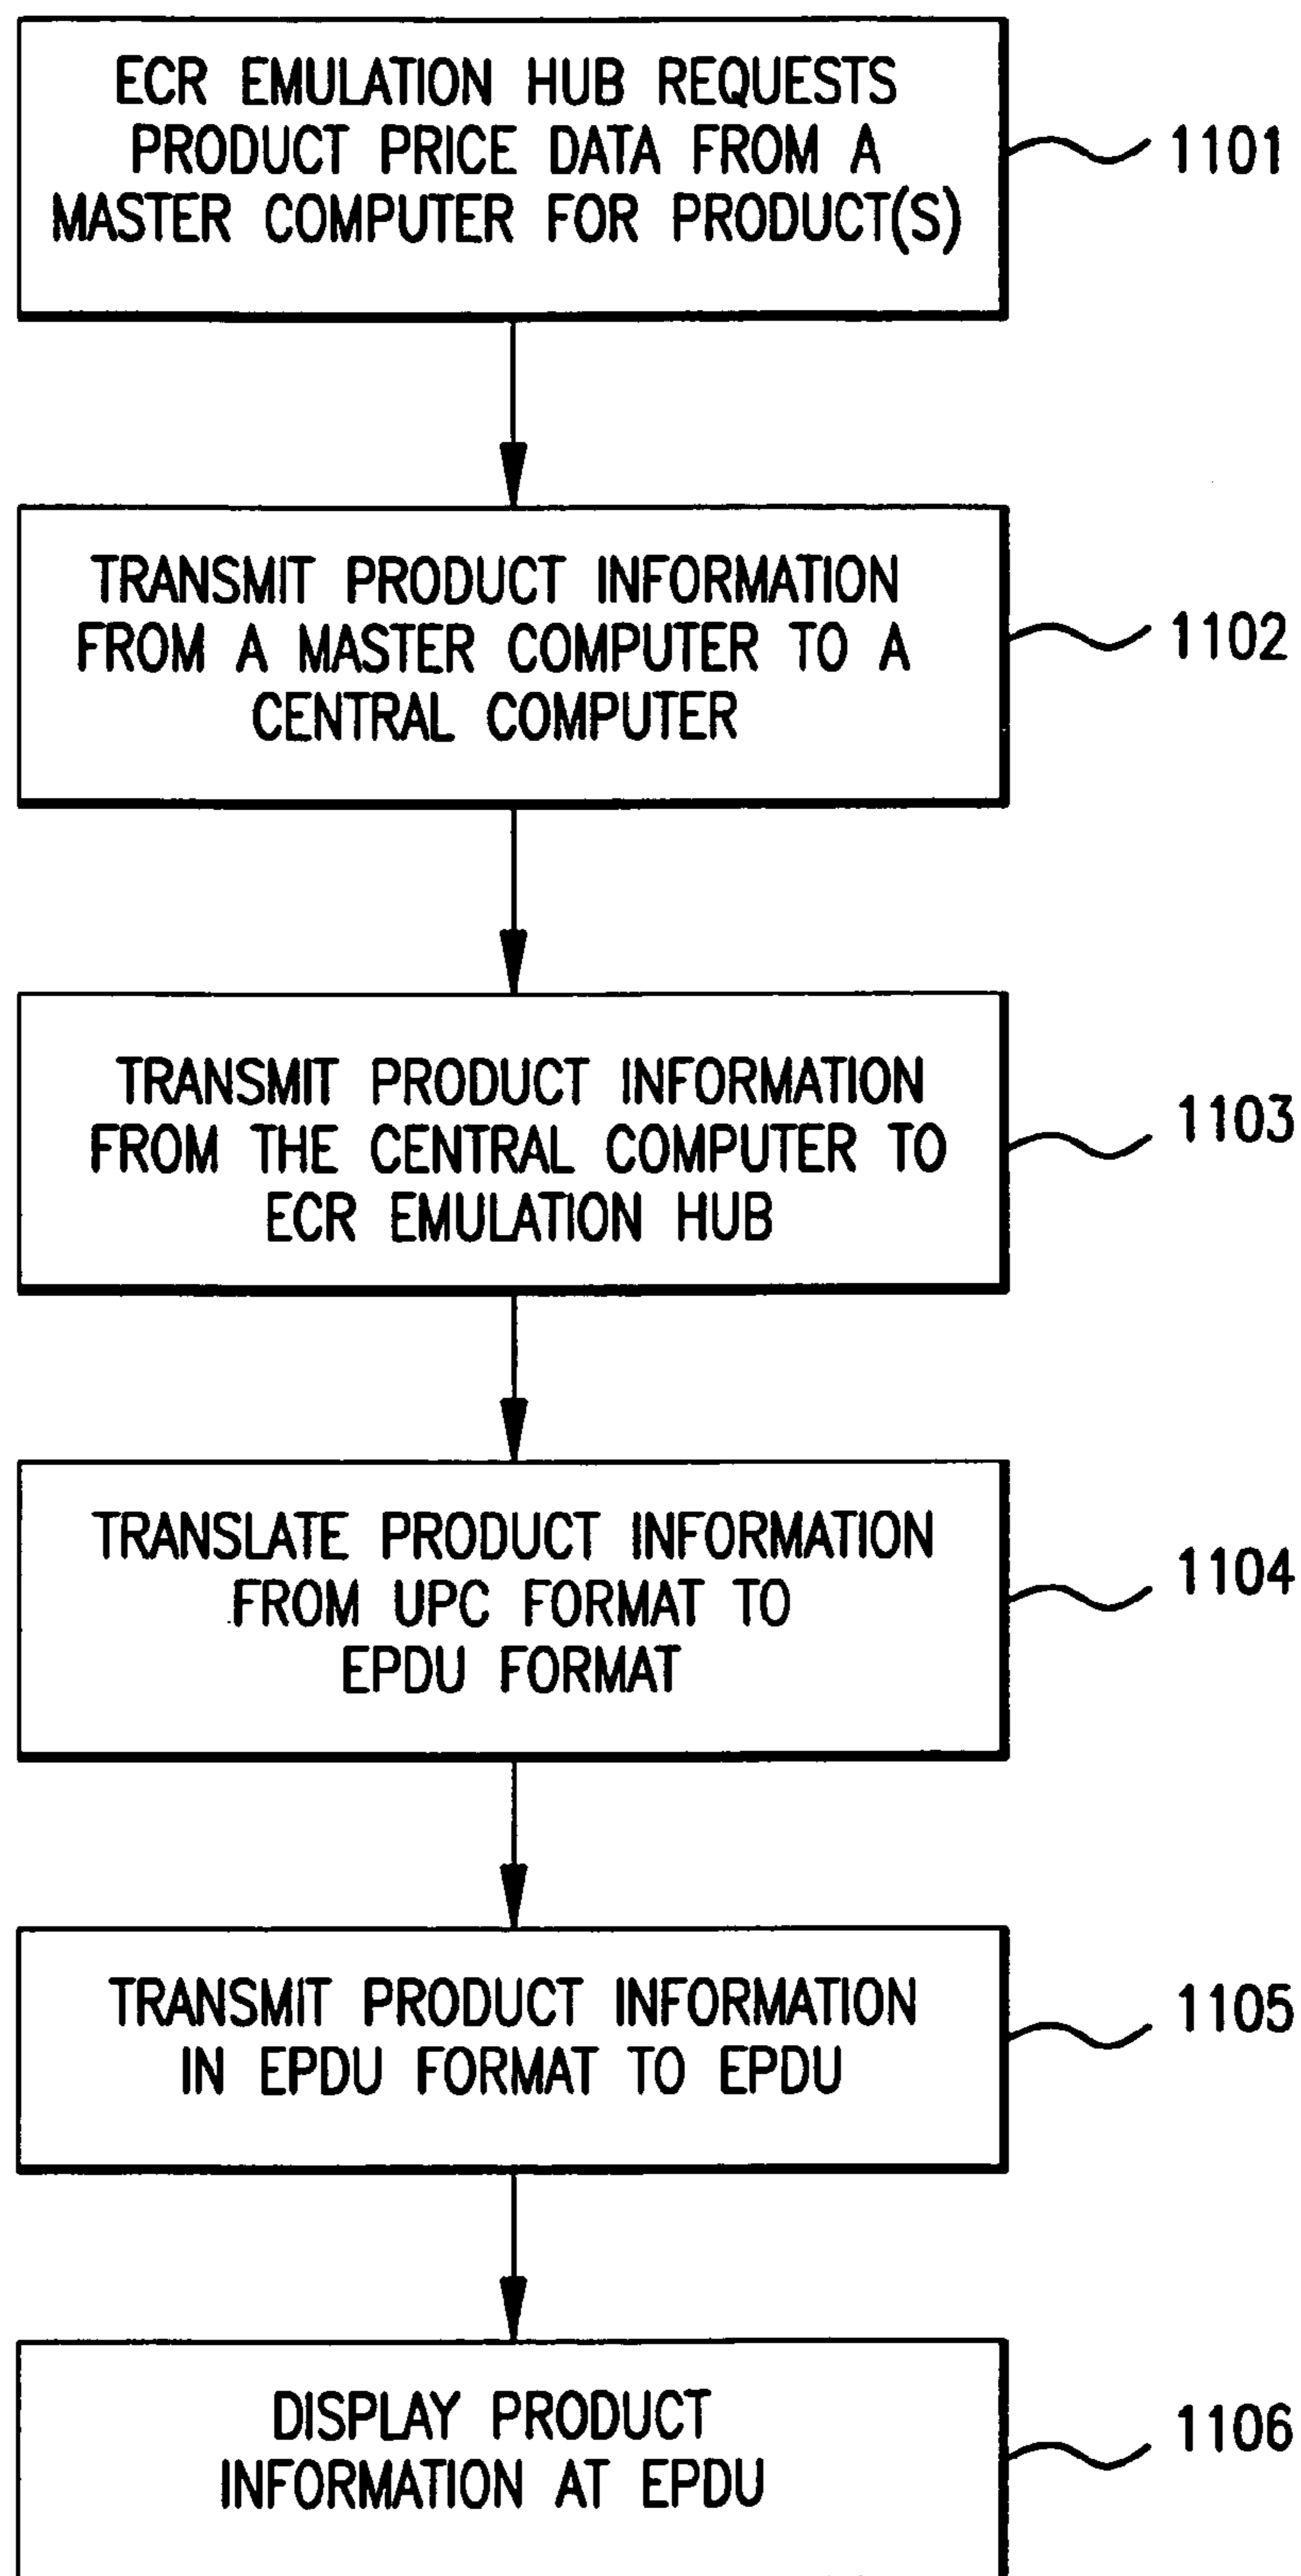 ECR EMULATION HUB REQUESTS
PRODUCT PRICE DATA FROM A
MASTER COMPUTER FOR PRODUCT(S)
1101
TRANSMIT PRODUCT INFORMATION
FROM A MASTER COMPUTER TO A
CENTRAL COMPUTER
1102
TRANSMIT PRODUCT INFORMATION
FROM THE CENTRAL COMPUTER TO
ECR EMULATION HUB
1103
TRANSLATE PRODUCT INFORMATION
FROM UPC FORMAT TO
EPDU FORMAT
1104
TRANSMIT PRODUCT INFORMATION
IN EPDU FORMAT TO EPDU
1105
DISPLAY PRODUCT
INFORMATION AT EPDU
1106